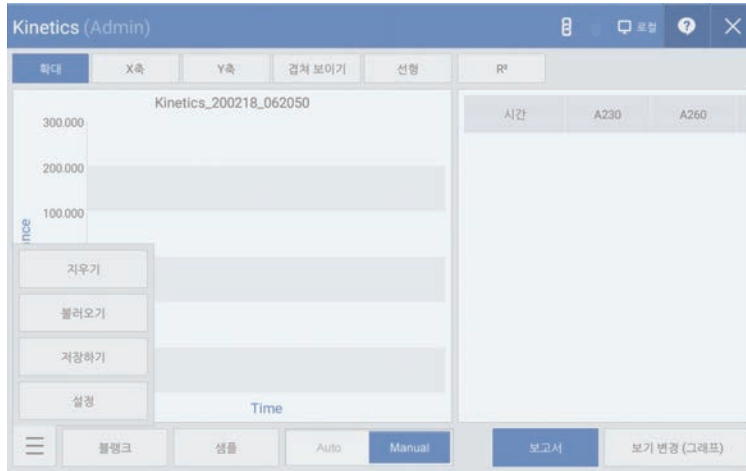 Kinetics (Admin)
로컬
확대 X축 Y축 겹쳐 보이기 선형 R²
Kinetics_200218_062050
300.000
200.000
100.000
nce
지우기
불러오기
저장하기
설정
Time
시간 A230 A260
블랭크 샘플 Auto Manual 보고서 보기 변경 (그래프)